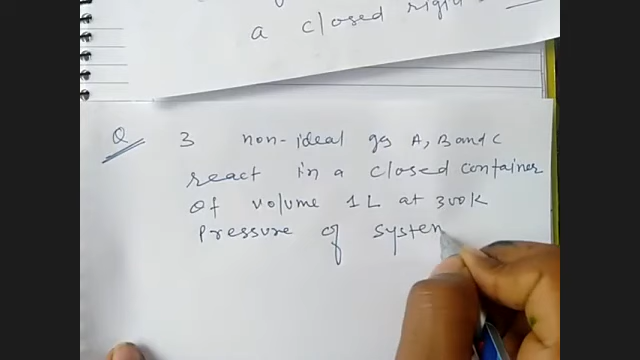 a closed rigid
Q 3 non-ideal gs A, B and C
react in a closed container
Of volume 1 L at 300K
Pressure of system